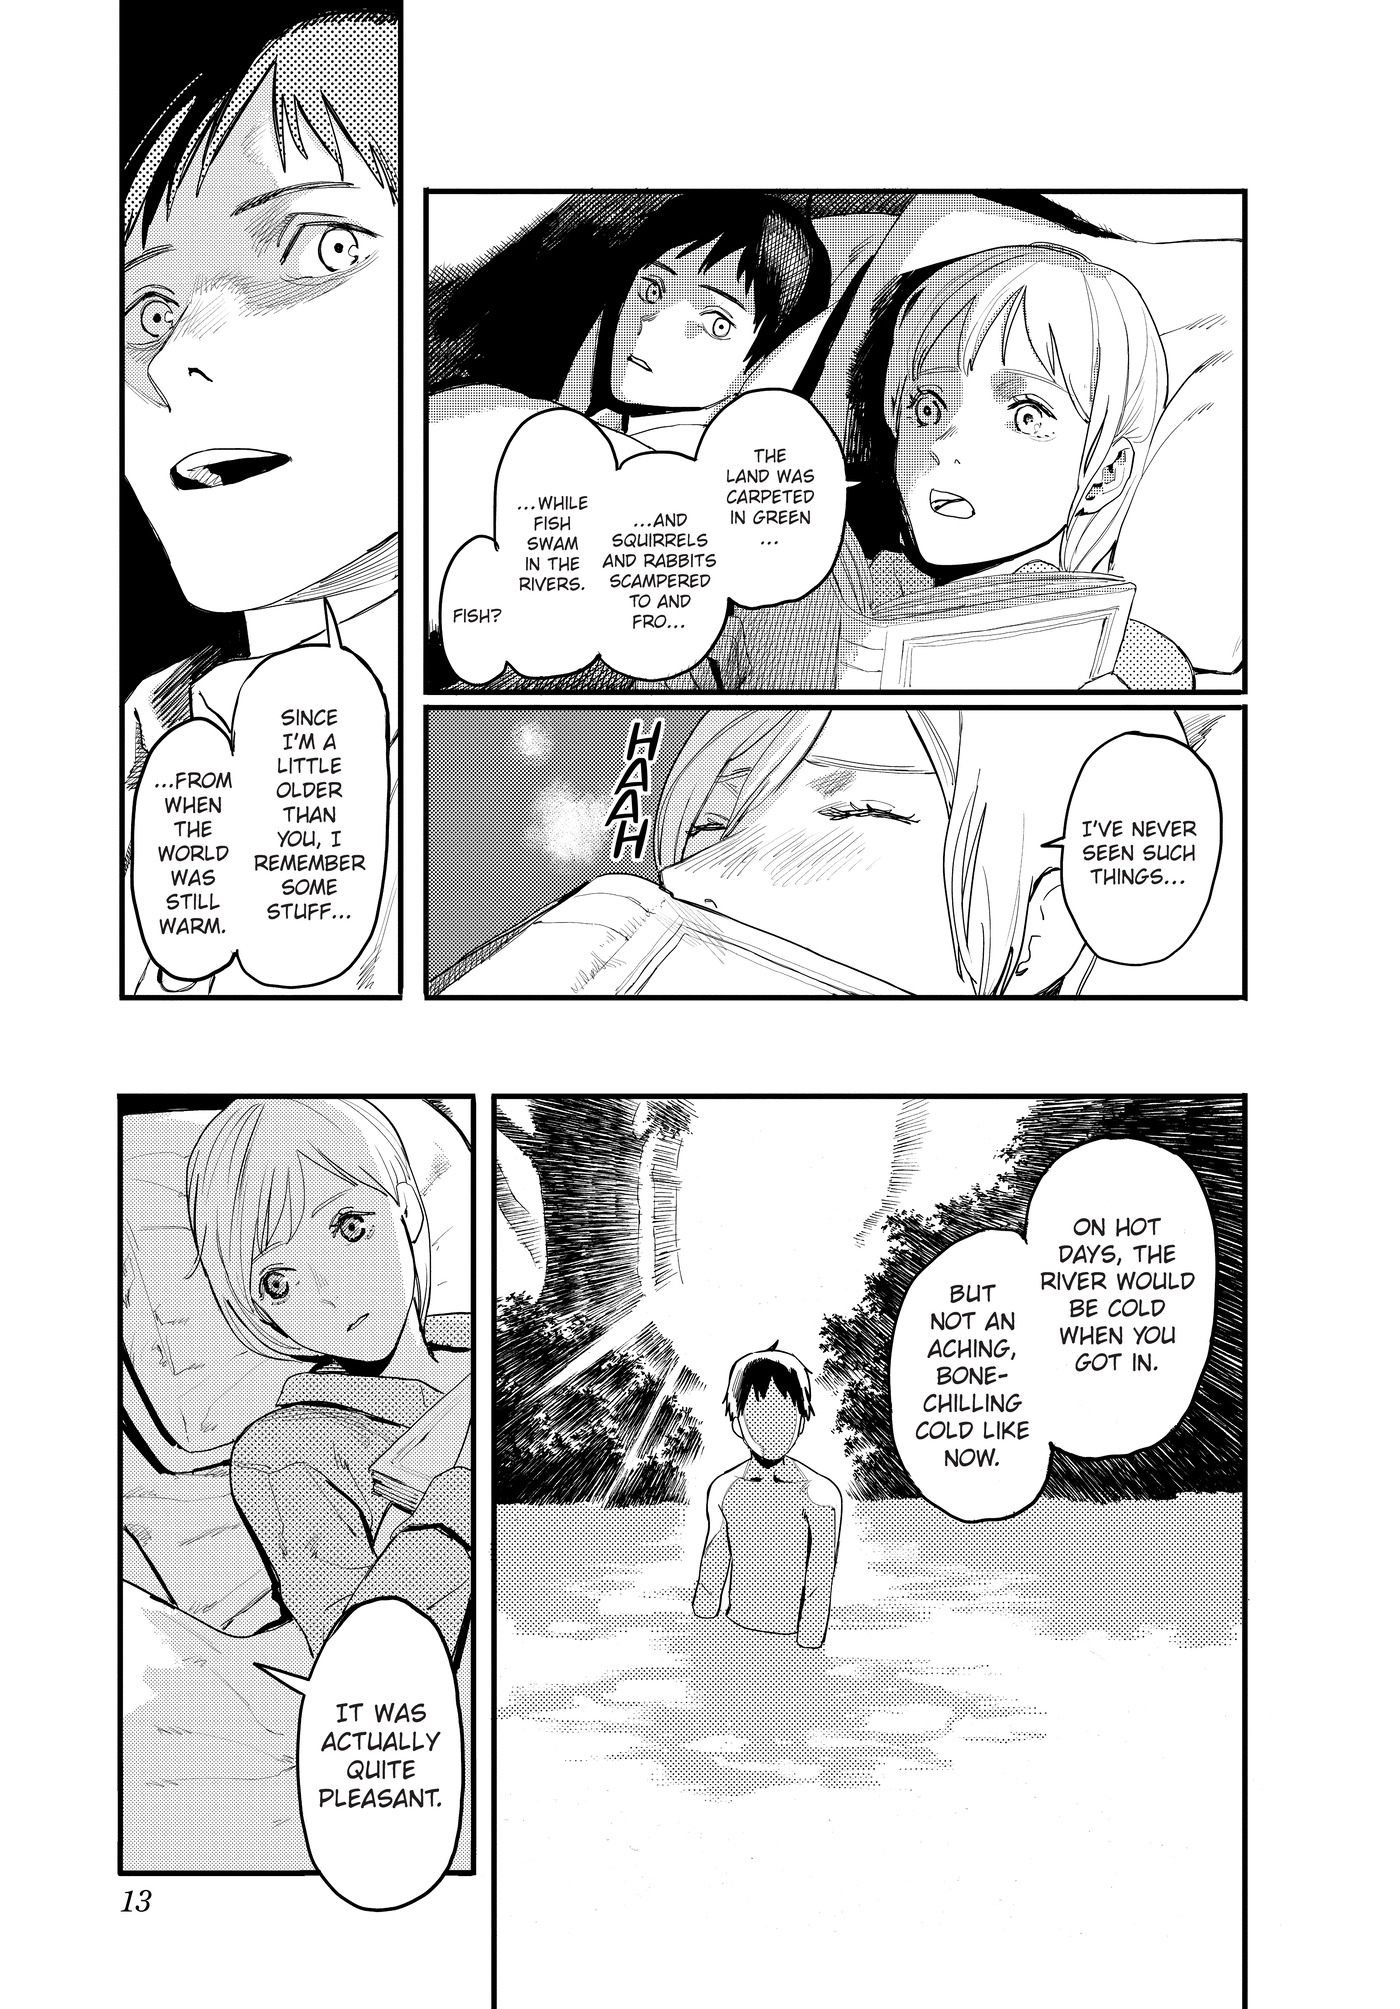 THE
LAND WAS
CARPETED
IN GREEN
...
...AND
SQUIRRELS
AND RABBITS
SCAMPERED
TO AND
FRO...
...WHILE
FISH
SWAM
IN THE
RIVERS.
FISH?
I'VE NEVER
SEEN SUCH
THINGS...
HAAH
SINCE
I'M A
LITTLE
OLDER
THAN
YOU, I
REMEMBER
SOME
STUFF...
...FROM
WHEN
THE
WORLD
WAS
STILL
WARM.
ON HOT
DAYS, THE
RIVER WOULD
BE COLD
WHEN YOU
GOT IN.
BUT
NOT AN
ACHING,
BONE-
CHILLING
COLD LIKE
NOW.
IT WAS
ACTUALLY
QUITE
PLEASANT.
13